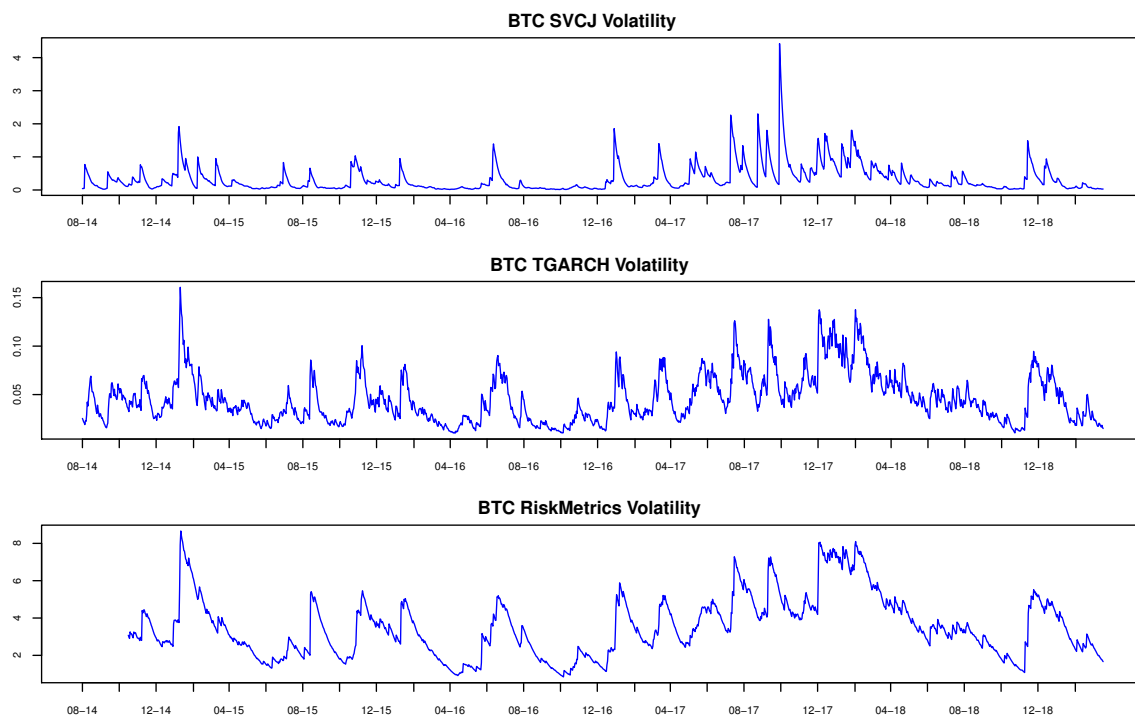 BTC SVCJ Volatility
4
3
2
1
0
08–14 12–14 04–15 08–15 12–15 04–16 08–16 12–16 04–17 08–17 12–17 04–18 08–18 12–18
BTC TGARCH Volatility
0.15
0.10
0.05
08–14 12–14 04–15 08–15 12–15 04–16 08–16 12–16 04–17 08–17 12–17 04–18 08–18 12–18
BTC RiskMetrics Volatility
8
6
4
2
08–14 12–14 04–15 08–15 12–15 04–16 08–16 12–16 04–17 08–17 12–17 04–18 08–18 12–18